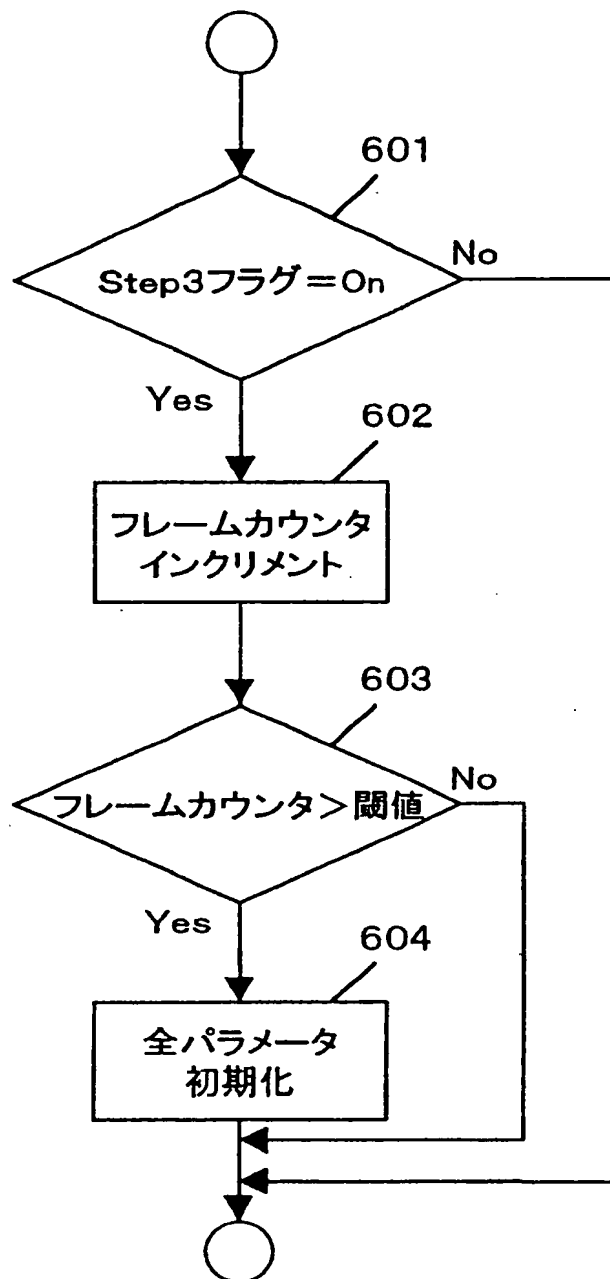 601
Step3フラグ=On
No
Yes
602
フレームカウンタ
インクリメント
603
フレームカウンタ>閾値
No
Yes
604
全パラメータ
初期化